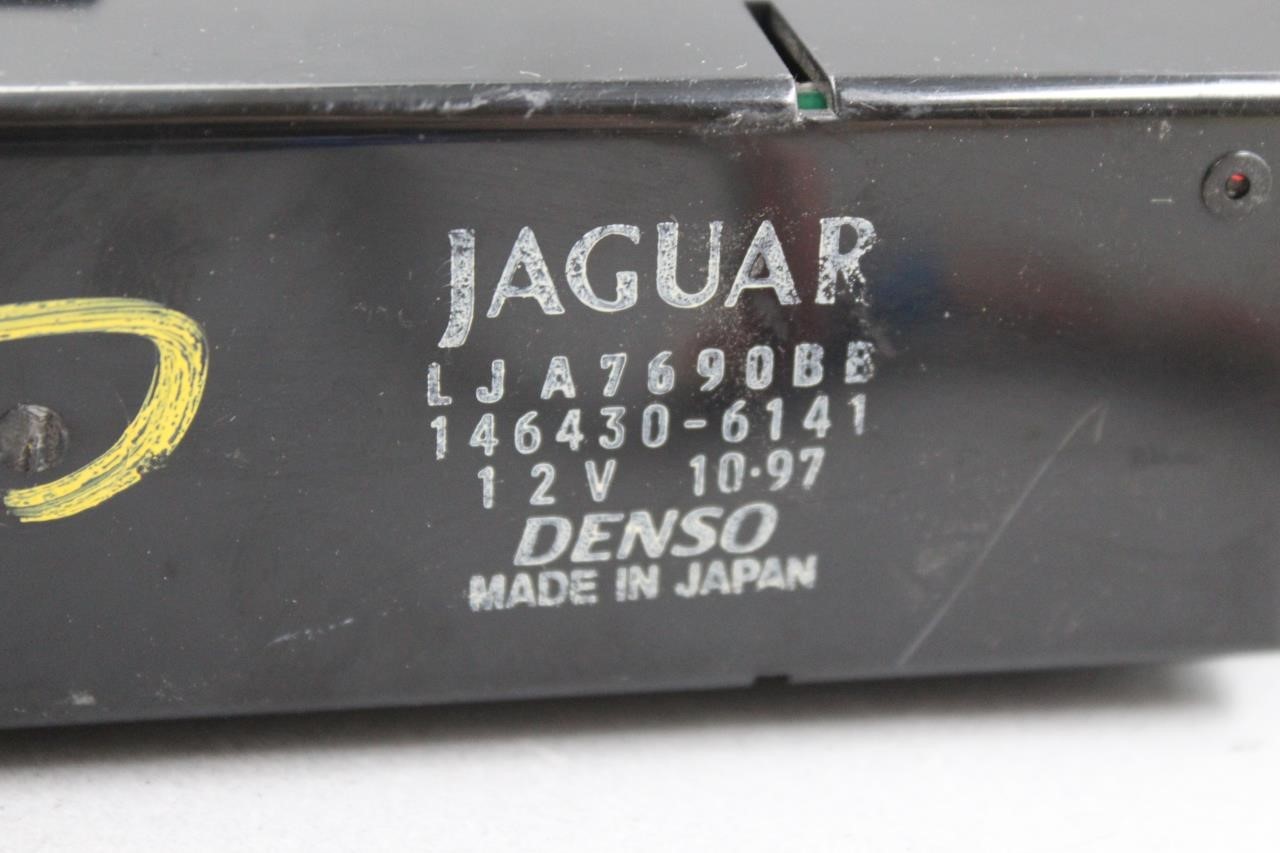 JAGUAR
LJA7690BB
146430-6141
12V 10·97
DENSO
MADE IN JAPAN